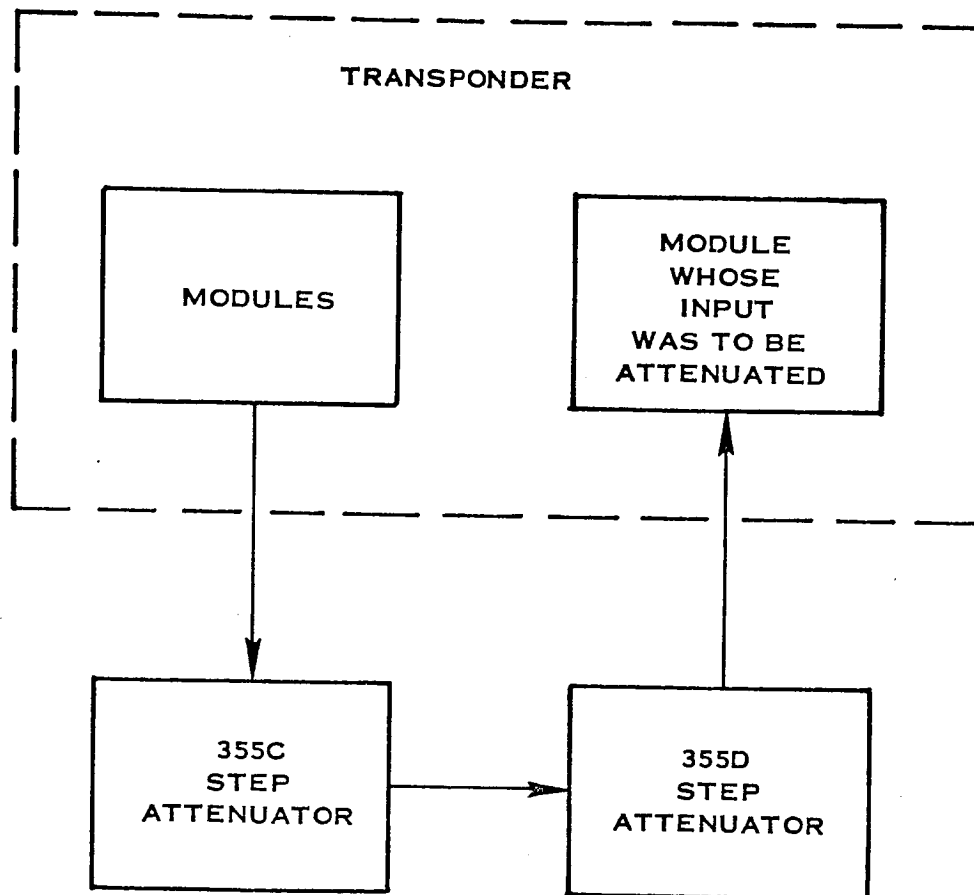 TRANSPONDER
MODULES
MODULE
WHOSE
INPUT
WAS TO BE
ATTENUATED
355C
STEP
ATTENUATOR
355D
STEP
ATTENUATOR